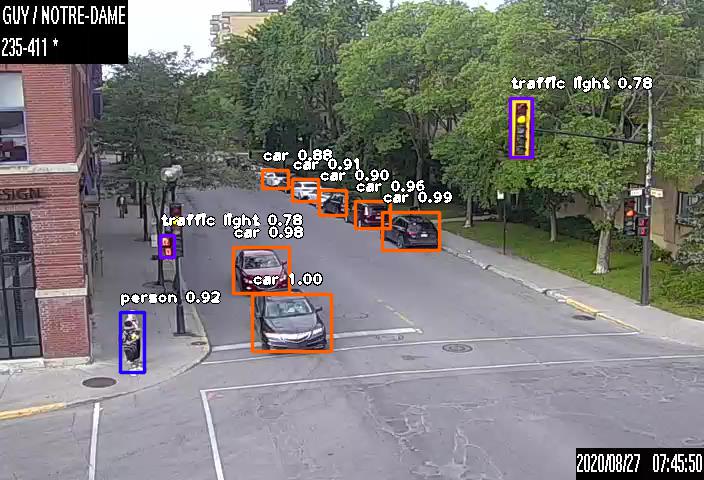 GUY / NOTRE-DAME
235-411 *
traffic light 0.78
car 0.88
car 0.91
car 0.90
car 0.96
car 0.99
traffic light 0.78
car 0.98
car 1.00
person 0.92
SIGN
2020/08/27 07:45:50